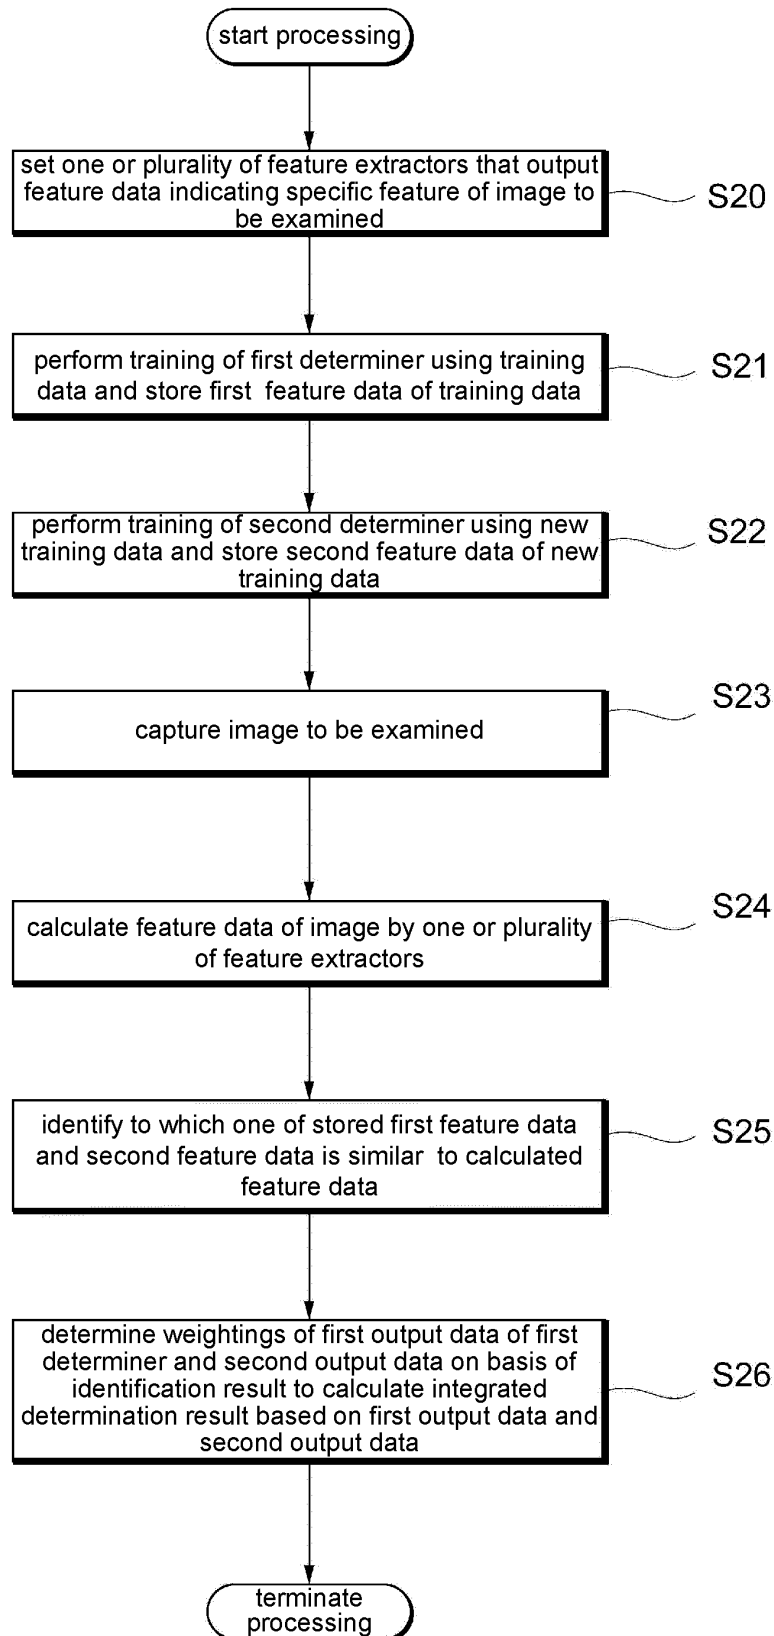 start processing
set one or plurality of feature extractors that output
feature data indicating specific feature of image to
be examined
S20
perform training of first determiner using training
data and store first feature data of training data
S21
perform training of second determiner using new
training data and store second feature data of new
training data
S22
capture image to be examined
S23
calculate feature data of image by one or plurality
of feature extractors
S24
identify to which one of stored first feature data
and second feature data is similar to calculated
feature data
S25
determine weightings of first output data of first
determiner and second output data on basis of
identification result to calculate integrated
determination result based on first output data and
second output data
S26
terminate
processing